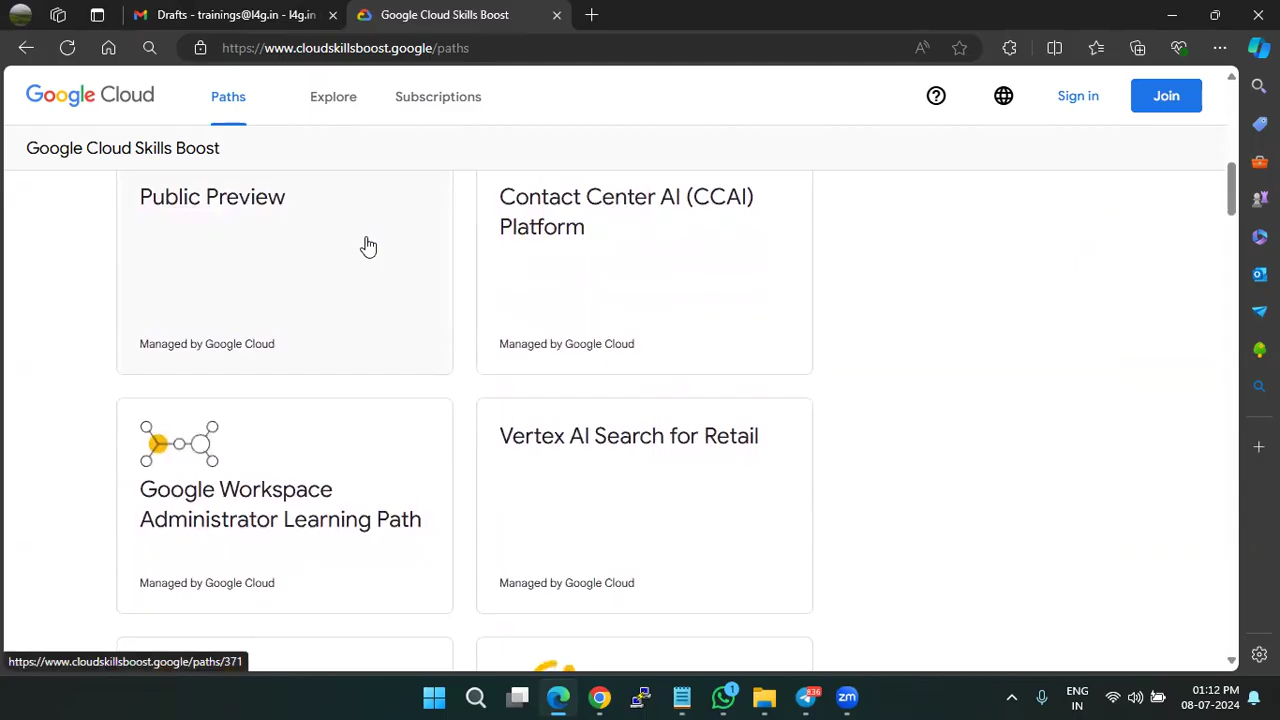 Drafts - trainings@l4g.in - l4g.in
Google Cloud Skills Boost
https://www.cloudskillsboost.google/paths
Google Cloud
Paths
Explore
Subscriptions
Sign in
Join
Google Cloud Skills Boost
Public Preview
Managed by Google Cloud
Contact Center AI (CCAI)
Platform
Managed by Google Cloud
Google Workspace
Administrator Learning Path
Managed by Google Cloud
Vertex AI Search for Retail
Managed by Google Cloud
https://www.cloudskillsboost.google/paths/371
1
836
zm
ENG
IN
01:12 PM
08-07-2024